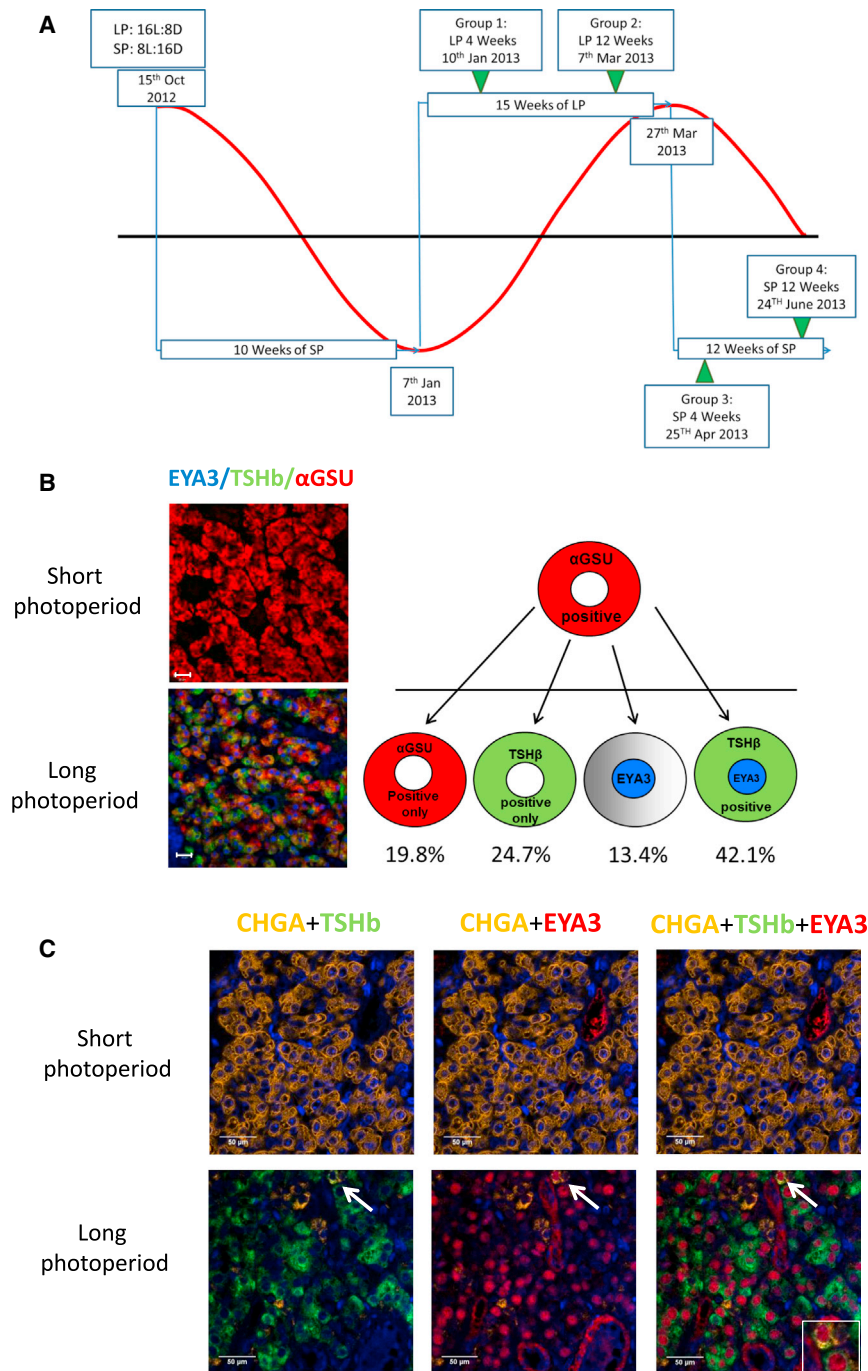 A
LP: 16L:8D
SP: 8L:16D
15th Oct
2012
Group 1:
LP 4 Weeks
10th Jan 2013
Group 2:
LP 12 Weeks
7th Mar 2013
15 Weeks of LP
27th Mar
2013
10 Weeks of SP
7th Jan
2013
Group 4:
SP 12 Weeks
24TH June 2013
12 Weeks of SP
Group 3:
SP 4 Weeks
25TH Apr 2013
B
EYA3/TSHb/αGSU
Short
photoperiod
Long
photoperiod
αGSU
positive
αGSU
Positive
only
TSHβ
positive
only
EYA3
TSHβ
EYA3
positive
19.8%
24.7%
13.4%
42.1%
C
CHGA+TSHb
CHGA+EYA3
CHGA+TSHb+EYA3
Short
photoperiod
50 µm
50 µm
50 µm
Long
photoperiod
50 µm
50 µm
50 µm